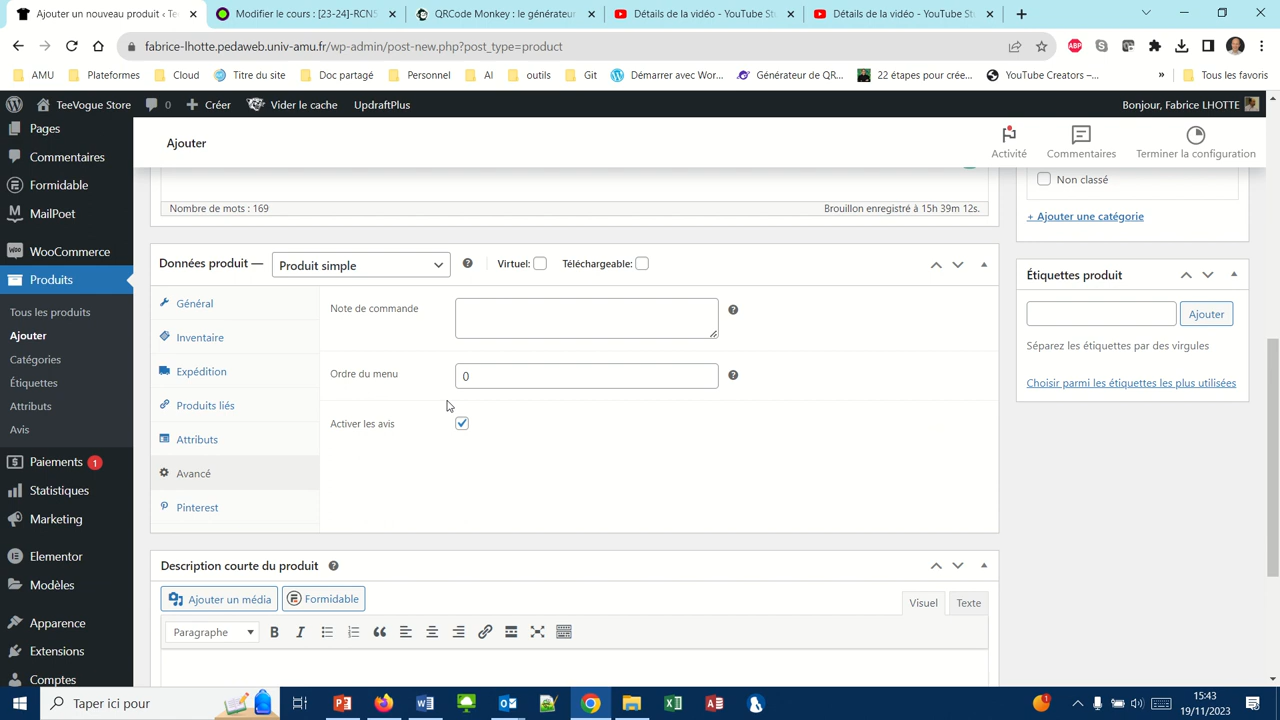 Ajouter un nouveau produit ‹ Te
Modifier le cours : [23-24]-RCNS
QRCode Monkey : le générateur
Détails de la vidéo - YouTube Stu
Détails de la vidéo - YouTube Stu
fabrice-lhotte.pedaweb.univ-amu.fr/wp-admin/post-new.php?post_type=product
ABP
AMU
Plateformes
Cloud
Titre du site
Doc partagé
Personnel
AI
outils
Git
Démarrer avec Wor...
Générateur de QR...
22 étapes pour crée...
YouTube Creators –...
»
Tous les favoris
TeeVogue Store
0
+ Créer
Vider le cache
UpdraftPlus
Bonjour, Fabrice LHOTTE
Pages
Commentaires
Formidable
MailPoet
WooCommerce
Produits
Tous les produits
Ajouter
Catégories
Étiquettes
Attributs
Avis
Paiements 1
Statistiques
Marketing
Elementor
Modèles
Apparence
Extensions
Comptes
Ajouter
Activité
Commentaires
Terminer la configuration
Nombre de mots : 169
Brouillon enregistré à 15h 39m 12s.
Non classé
+ Ajouter une catégorie
Données produit —
Produit simple
Virtuel:
Téléchargeable:
Général
Inventaire
Expédition
Produits liés
Attributs
Avancé
Pinterest
Note de commande
Ordre du menu
0
Activer les avis
Étiquettes produit
Ajouter
Séparez les étiquettes par des virgules
Choisir parmi les étiquettes les plus utilisées
Description courte du produit
Ajouter un média
Formidable
Visuel
Texte
Paragraphe
B I
Taper ici pour
15:43
19/11/2023